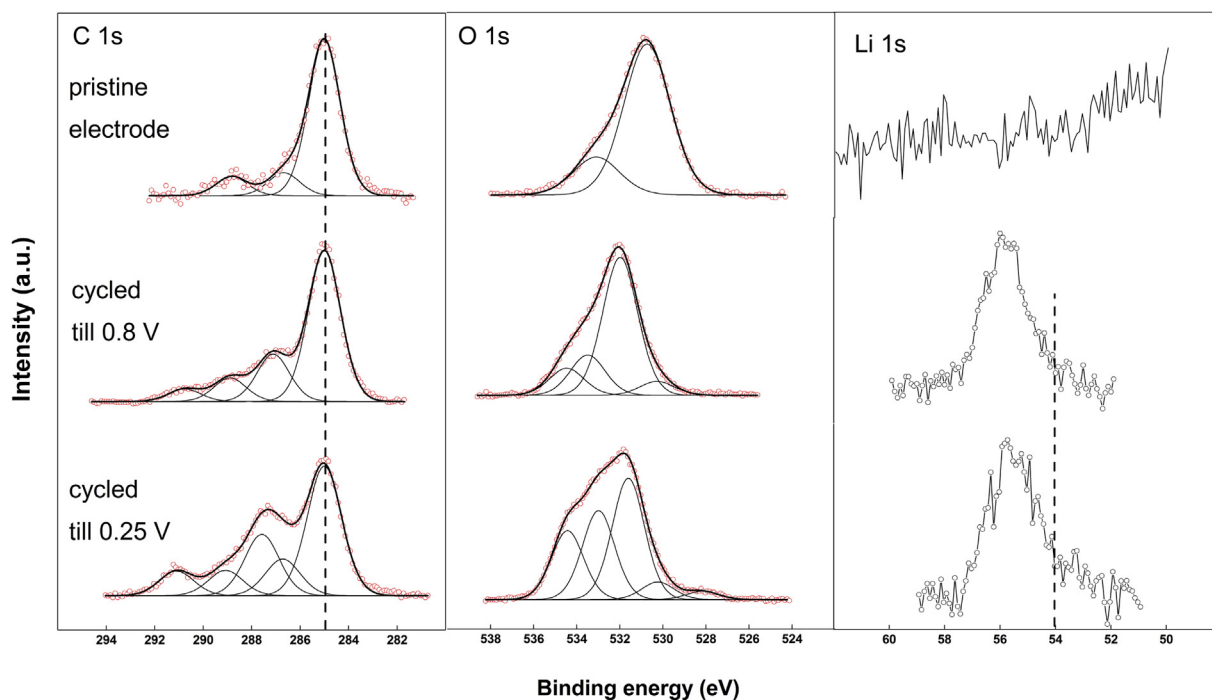 C 1s
pristine
electrode
O 1s
Li 1s
cycled
till 0.8 V
cycled
till 0.25 V
Intensity (a.u.)
294 292 290 288 286 284 282
538 536 534 532 530 528 526 524
60 58 56 54 52 50
Binding energy (eV)